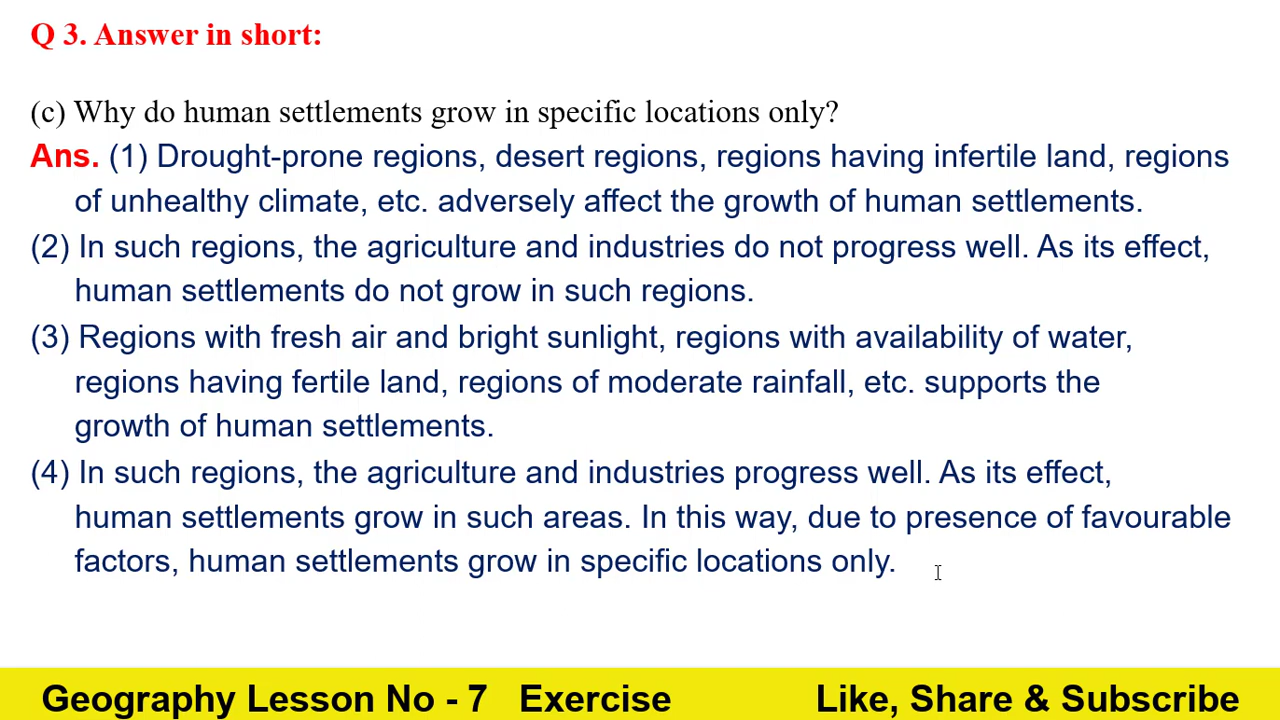 Q 3. Answer in short:
(c) Why do human settlements grow in specific locations only?
Ans. (1) Drought-prone regions, desert regions, regions having infertile land, regions
of unhealthy climate, etc. adversely affect the growth of human settlements.
(2) In such regions, the agriculture and industries do not progress well. As its effect,
human settlements do not grow in such regions.
(3) Regions with fresh air and bright sunlight, regions with availability of water,
regions having fertile land, regions of moderate rainfall, etc. supports the
growth of human settlements.
(4) In such regions, the agriculture and industries progress well. As its effect,
human settlements grow in such areas. In this way, due to presence of favourable
factors, human settlements grow in specific locations only.
Geography Lesson No - 7 Exercise Like, Share & Subscribe